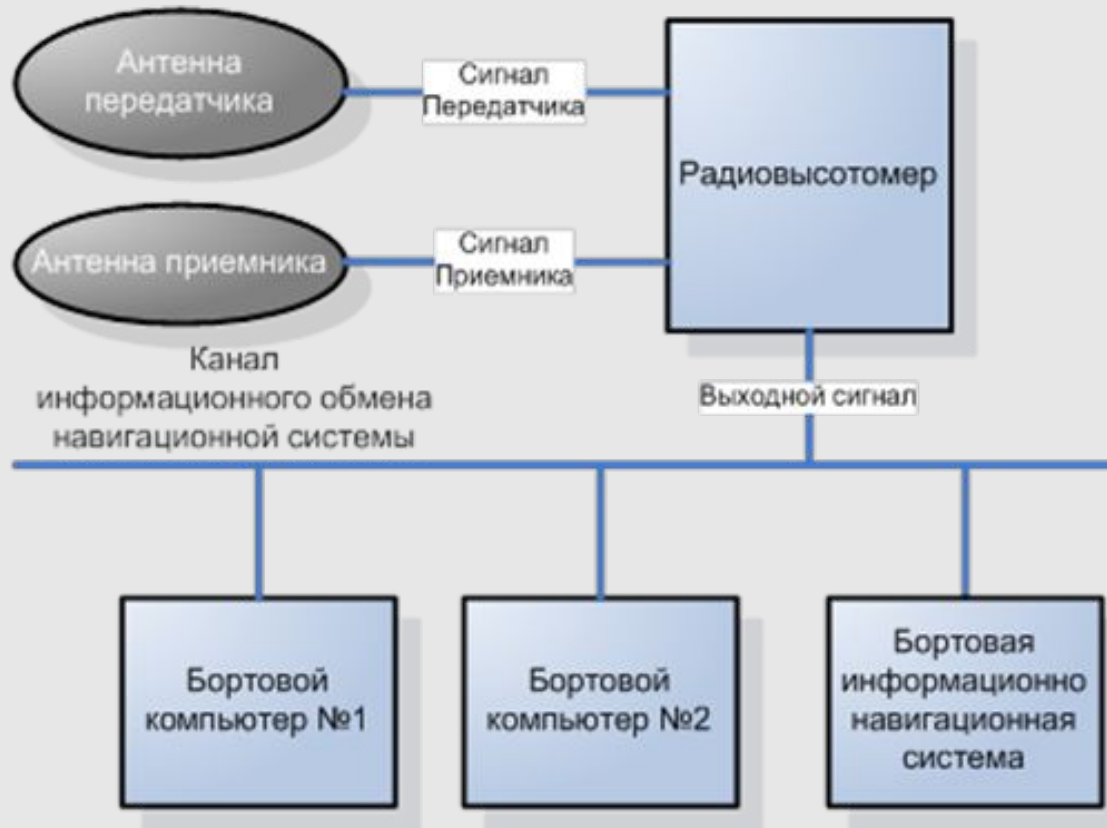 Антенна
передатчика
Сигнал
Передатчика
Радиовысотомер
Антенна приемника
Сигнал
Приемника
Канал
информационного обмена
навигационной системы
Выходной сигнал
Бортовой
компьютер №1
Бортовой
компьютер №2
Бортовая
информационно
навигационная
система